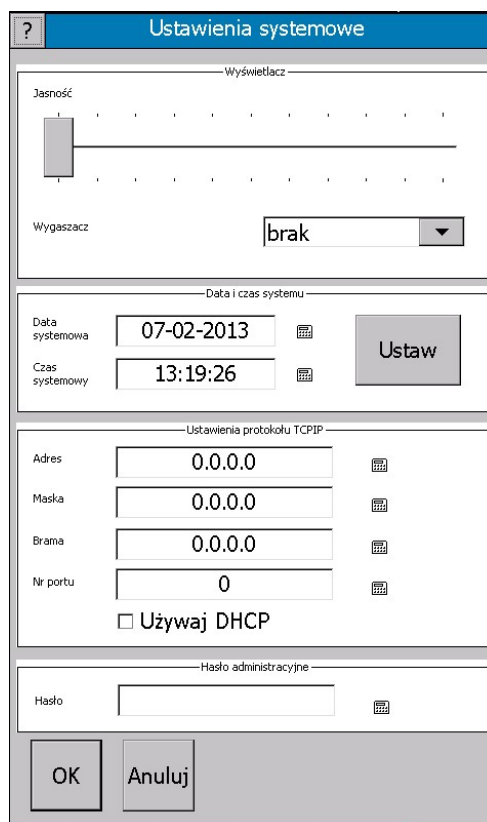 ? Ustawienia systemowe
Wyświetlacz
Jasność
Wygaszacz brak
Data i czas systemu
Data systemowa 07-02-2013
Ustaw
Czas systemowy 13:19:26
Ustawienia protokołu TCPIP
Adres 0.0.0.0
Maska 0.0.0.0
Brama 0.0.0.0
Nr portu 0
Używaj DHCP
Hasło administracyjne
Hasło
OK Anuluj